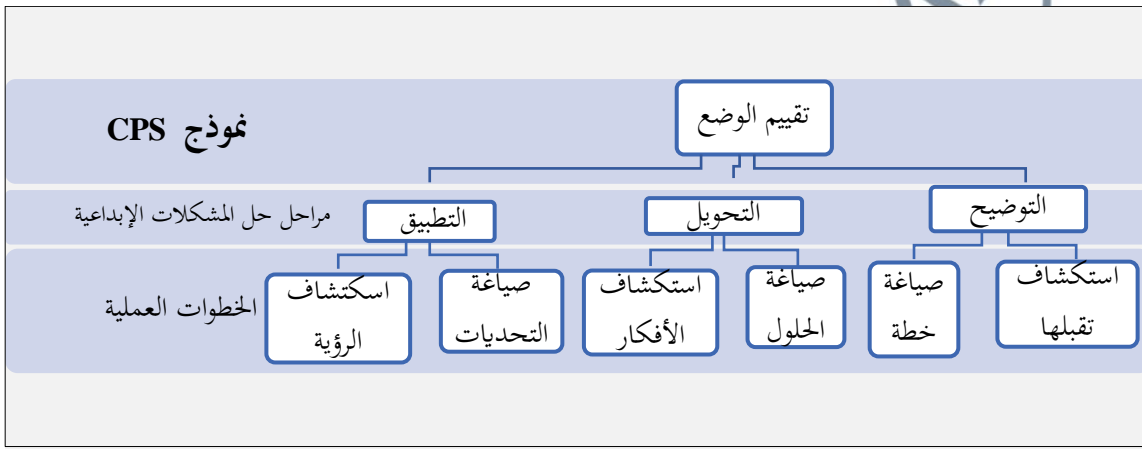 تقييم الوضع
نموذج CPS
التوضيح
التحويل
التطبيق
مراحل حل المشكلات الإبداعية
استكشاف
تقبلها
صياغة
خطة
صياغة
الحلول
استكشاف
الأفكار
صياغة
التحديات
اسكتشاف
الرؤية
الخطوات العملية